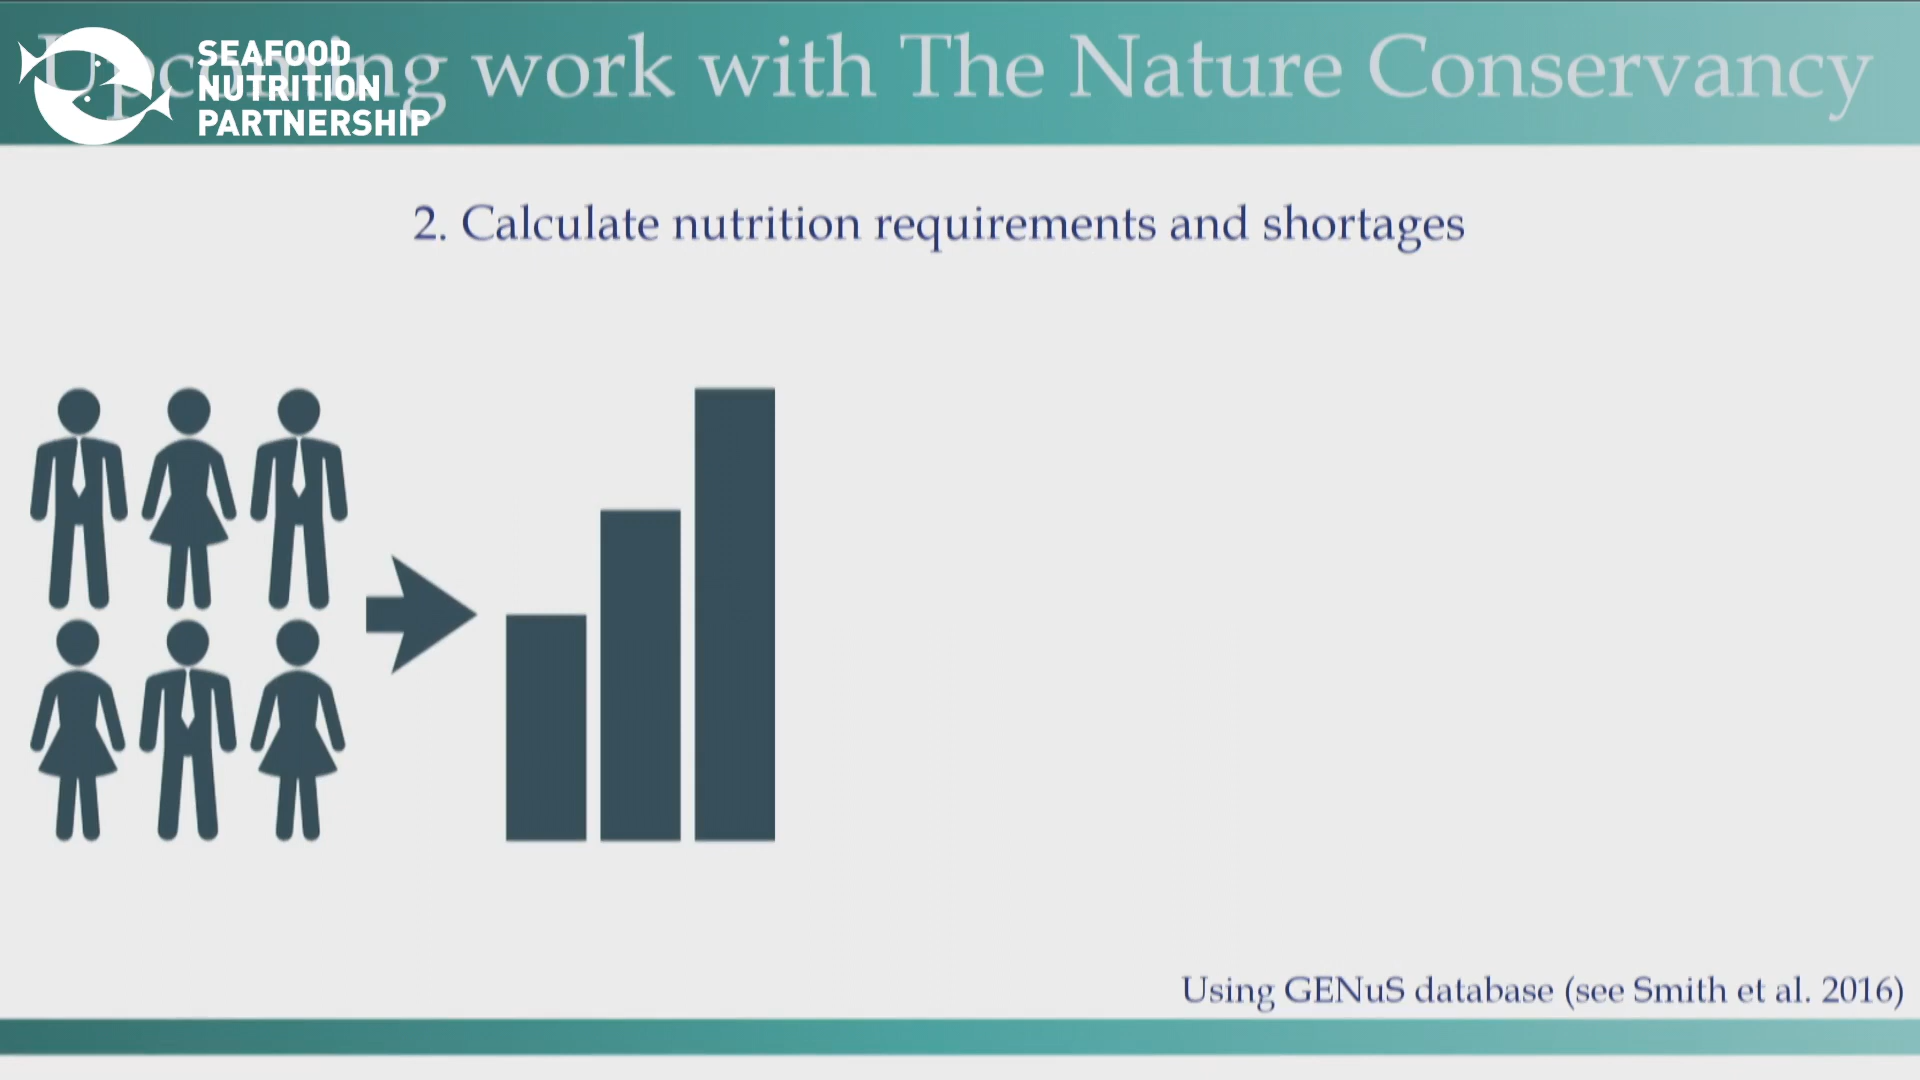 Upcoming work with The Nature Conservancy
SEAFOOD
NUTRITION
PARTNERSHIP
2. Calculate nutrition requirements and shortages
Using GENuS database (see Smith et al. 2016)